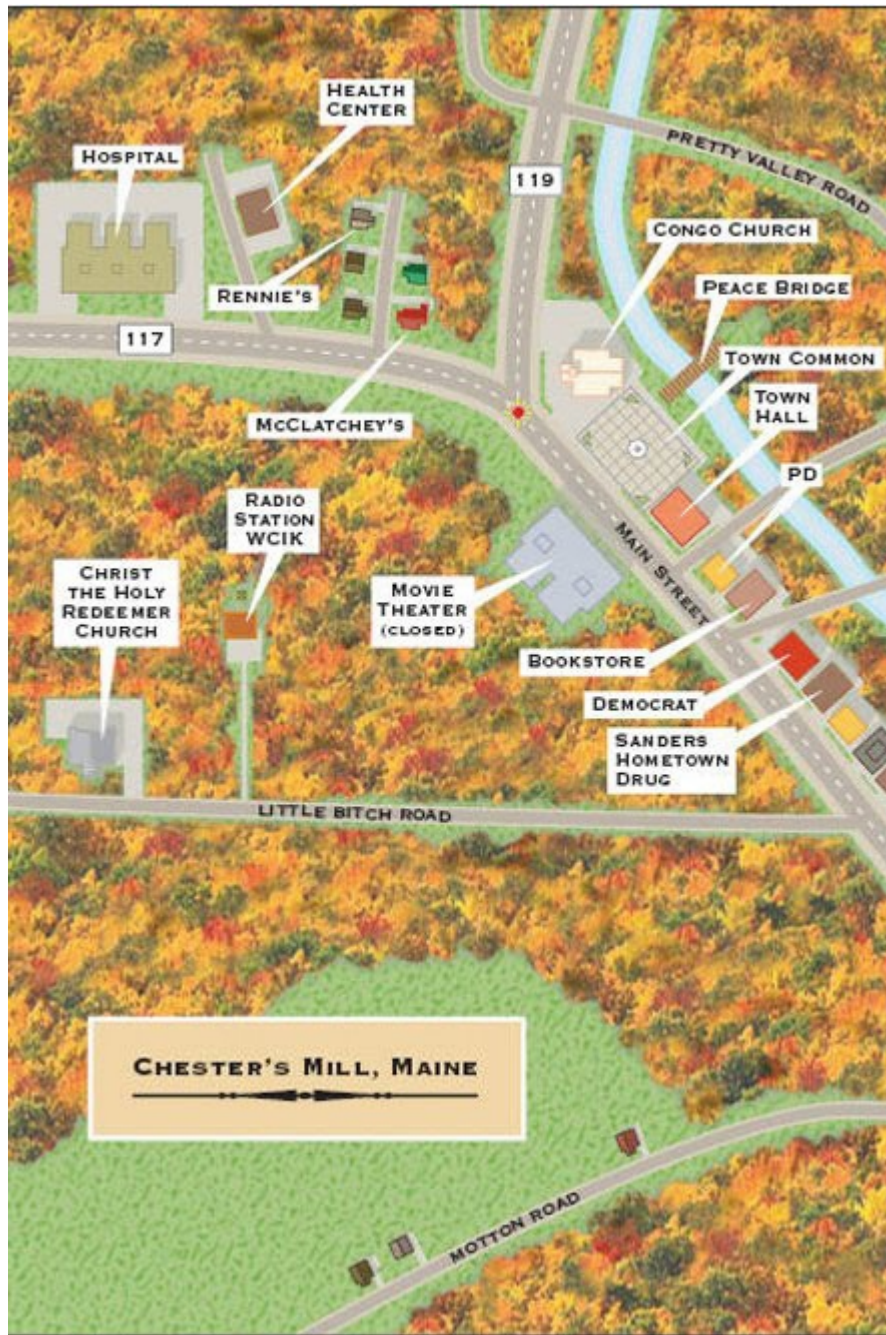 HEALTH
CENTER
HOSPITAL
PRETTY VALLEY ROAD
119
CONGO CHURCH
PEACE BRIDGE
RENNIE'S
117
TOWN COMMON
TOWN
HALL
MCCLATCHEY'S
PD
RADIO
STATION
WCIK
MAIN STREET
CHRIST
THE HOLY
REDEEMER
CHURCH
MOVIE
THEATER
(CLOSED)
BOOKSTORE
DEMOCRAT
SANDERS
HOMETOWN
DRUG
LITTLE BITCH ROAD
CHESTER'S MILL, MAINE
MOTTON ROAD